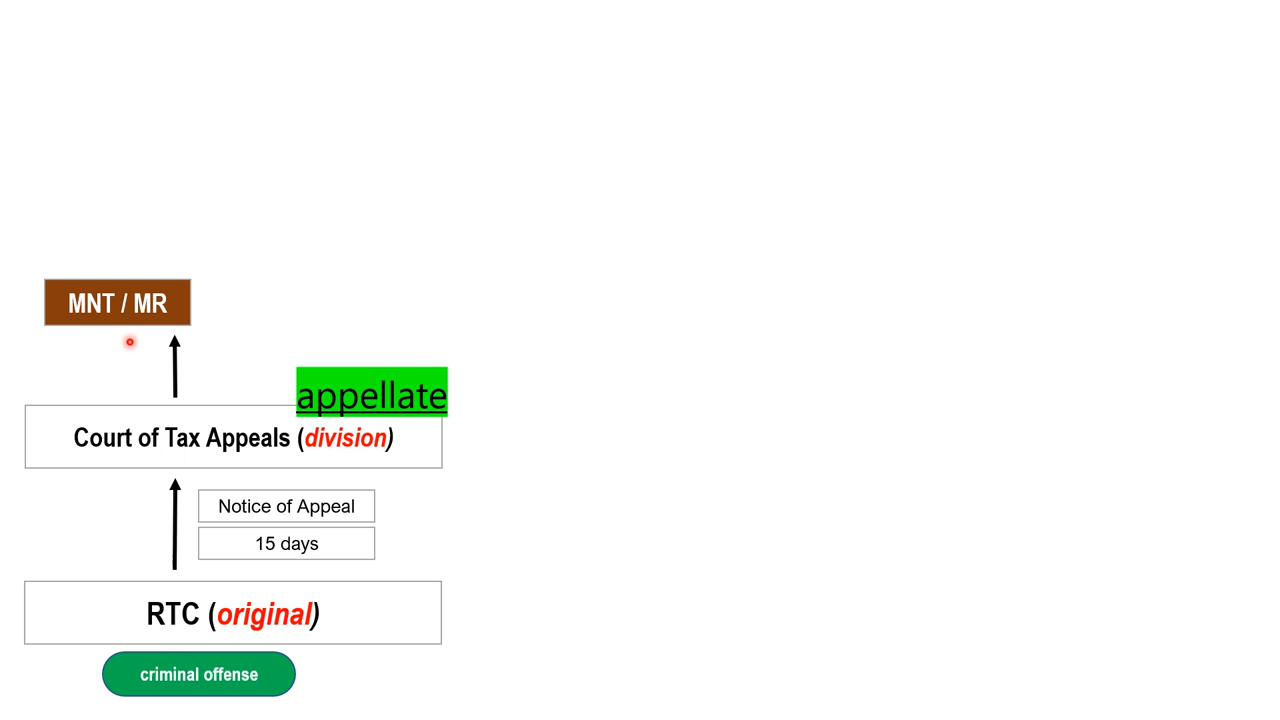 MNT / MR
appellate
Court of Tax Appeals (division)
Notice of Appeal
15 days
RTC (original)
criminal offense